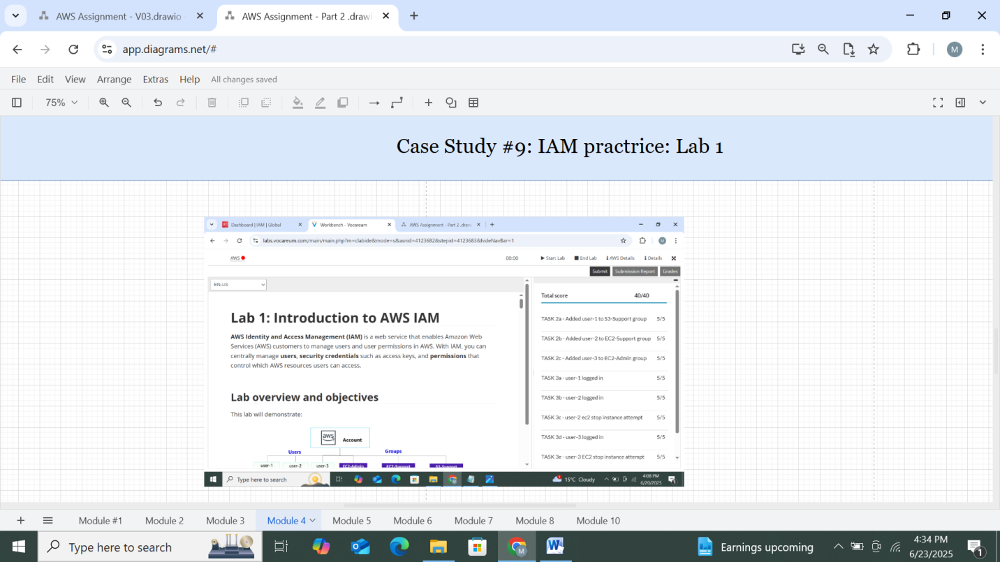 AWS Assignment - V03.drawio
AWS Assignment - Part 2 .drawi
app.diagrams.net/#
M
File Edit View Arrange Extras Help All changes saved
75%
Case Study #9: IAM practrice: Lab 1
Dashboard | IAM | Global
Workbench - Vocareum
AWS Assignment - Part 2 .draw
labs.vocareum.com/main/main.php?m=clabide&mode=s&asnid=4123682&stepid=4123683&hideNavBar=1
M
AWS
00:00
Start Lab
End Lab
AWS Details
Details
Submit
Submission Report
Grades
EN-US
Lab 1: Introduction to AWS IAM
AWS Identity and Access Management (IAM) is a web service that enables Amazon Web
Services (AWS) customers to manage users and user permissions in AWS. With IAM, you can
centrally manage users, security credentials such as access keys, and permissions that
control which AWS resources users can access.
Lab overview and objectives
This lab will demonstrate:
aws
Account
Users
Groups
user-1
user-2
user-3
EC2-Admin
EC2-Support
S3-Support
Total score 40/40
TASK 2a - Added user-1 to S3-Support group 5/5
TASK 2b - Added user-2 to EC2-Support group 5/5
TASK 2c - Added user-3 to EC2-Admin group 5/5
TASK 3a - user-1 logged in 5/5
TASK 3b - user-2 logged in 5/5
TASK 3c - user-2 ec2 stop instance attempt 5/5
TASK 3d - user-3 logged in 5/5
TASK 3e - user-3 EC2 stop instance attempt 5/5
Type here to search
15°C Cloudy
4:08 PM
6/20/2025
Module #1
Module 2
Module 3
Module 4
Module 5
Module 6
Module 7
Module 8
Module 10
Type here to search
Earnings upcoming
4:34 PM
6/23/2025
1